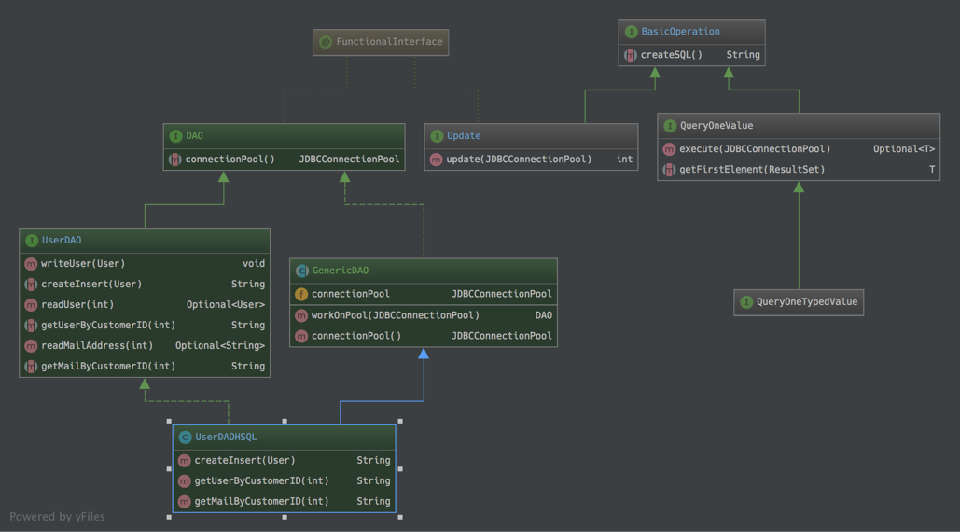 FunctionalInterface
BasicOperation
createSQL() String
DAO
connectionPool() JDBCConnectionPool
Update
update(JDBCConnectionPool) int
QueryOneValue
execute(JDBCConnectionPool) Optional<T>
getFirstElement(ResultSet) T
UserDAO
writeUser(User) void
createInsert(User) String
readUser(int) Optional<User>
getUserByCustomerID(int) String
readMailAddress(int) Optional<String>
getMailByCustomerID(int) String
GenericDAO
connectionPool JDBCConnectionPool
workOnPool(JDBCConnectionPool) DAO
connectionPool() JDBCConnectionPool
QueryOneTypedValue
UserDAOHSQL
createInsert(User) String
getUserByCustomerID(int) String
getMailByCustomerID(int) String
Powered by yFiles